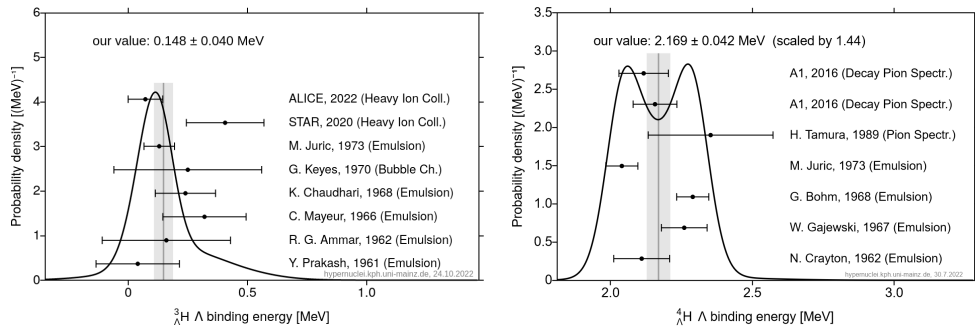 6
5
4
3
2
1
0
Probability density [(MeV)⁻¹]
our value: 0.148 ± 0.040 MeV
ALICE, 2022 (Heavy Ion Coll.)
STAR, 2020 (Heavy Ion Coll.)
M. Juric, 1973 (Emulsion)
G. Keyes, 1970 (Bubble Ch.)
K. Chaudhari, 1968 (Emulsion)
C. Mayeur, 1966 (Emulsion)
R. G. Ammar, 1962 (Emulsion)
Y. Prakash, 1961 (Emulsion)
hypernuclei.kph.uni-mainz.de, 24.10.2022
0 0.5 1.0
³ΛH Λ binding energy [MeV]
3.5
3.0
2.5
2.0
1.5
1.0
0.5
0
Probability density [(MeV)⁻¹]
our value: 2.169 ± 0.042 MeV (scaled by 1.44)
A1, 2016 (Decay Pion Spectr.)
A1, 2016 (Decay Pion Spectr.)
H. Tamura, 1989 (Pion Spectr.)
M. Juric, 1973 (Emulsion)
G. Bohm, 1968 (Emulsion)
W. Gajewski, 1967 (Emulsion)
N. Crayton, 1962 (Emulsion)
hypernuclei.kph.uni-mainz.de, 30.7.2022
2.0 2.5 3.0
⁴ΛH Λ binding energy [MeV]